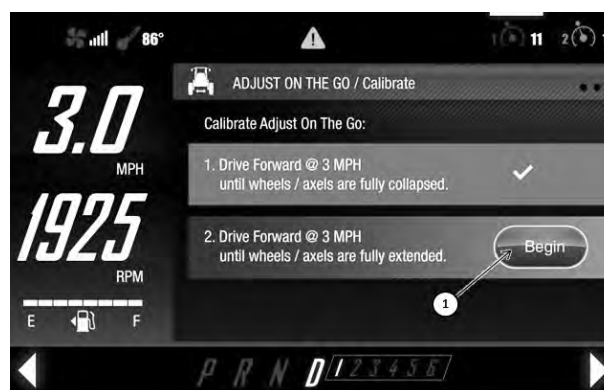 86°
1 11 2 1
ADJUST ON THE GO / Calibrate
3.0
MPH
Calibrate Adjust On The Go:
1. Drive Forward @ 3 MPH
until wheels / axels are fully collapsed.
1925
RPM
2. Drive Forward @ 3 MPH
until wheels / axels are fully extended.
Begin
1
E F
P R N D 1 2 3 4 5 6